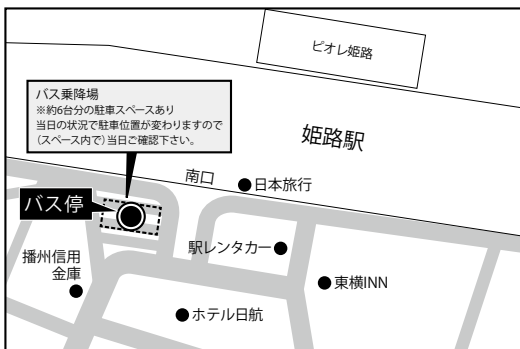 ピオレ姫路
バス乗降場
※約6台分の駐車スペースあり
当日の状況で駐車位置が変わりますので
(スペース内で)当日ご確認下さい。
姫路駅
南口
日本旅行
バス停
駅レンタカー
播州信用
金庫
東横INN
ホテル日航